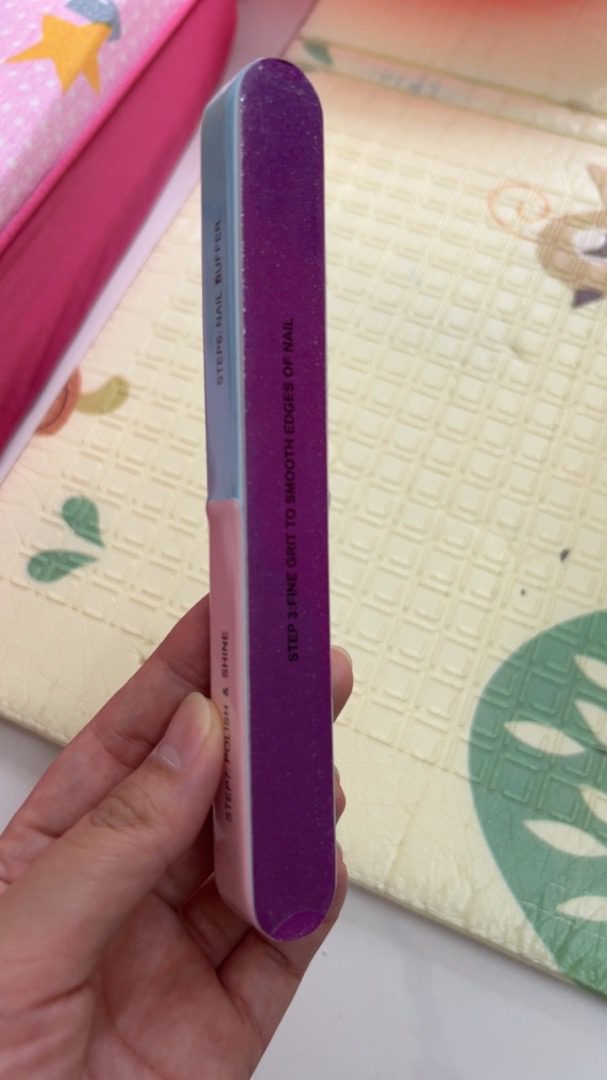 STEP6: NAIL BUFFER
STEP7: POLISH & SHINE
STEP 3:FINE GRIT TO SMOOTH EDGES OF NAIL